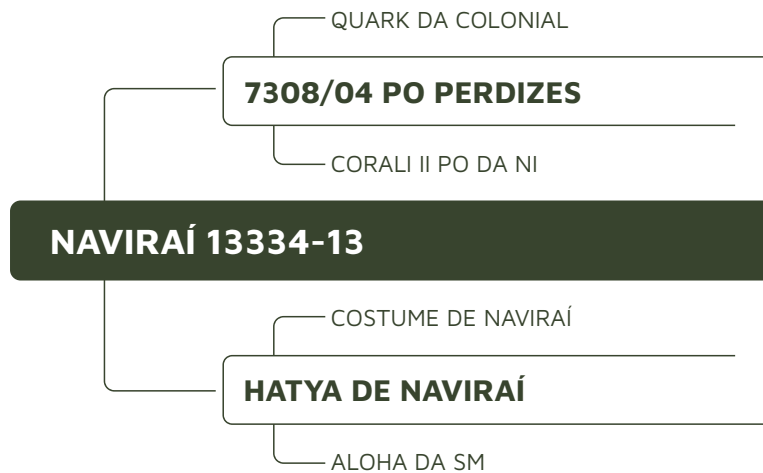 QUARK DA COLONIAL
7308/04 PO PERDIZES
CORALI II PO DA NI
NAVIRAÍ 13334-13
COSTUME DE NAVIRAÍ
HATYA DE NAVIRAÍ
ALOHA DA SM